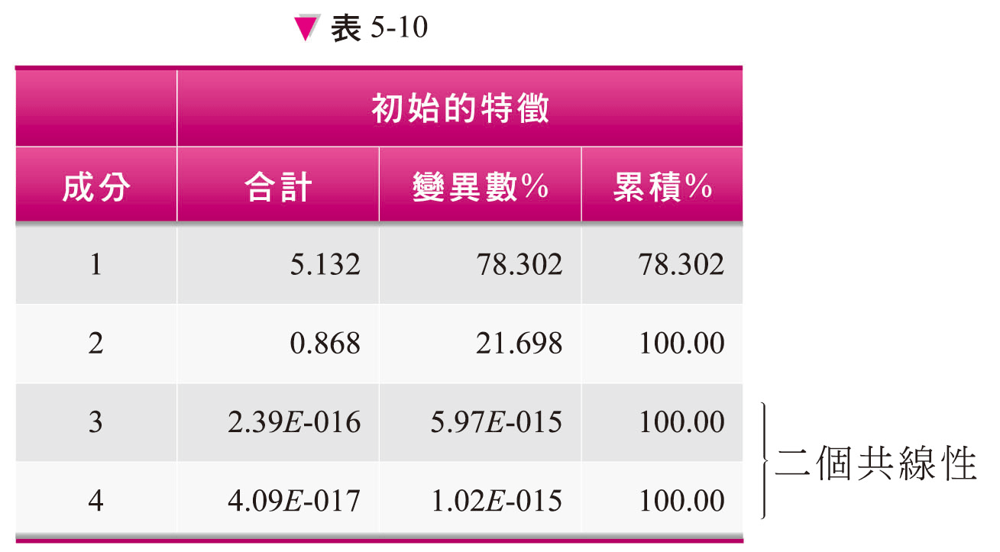 ▼ 表 5-10
初始的特徵
成分 合計 變異數% 累積%
1 5.132 78.302 78.302
2 0.868 21.698 100.00
3 2.39E-016 5.97E-015 100.00
4 4.09E-017 1.02E-015 100.00
二個共線性